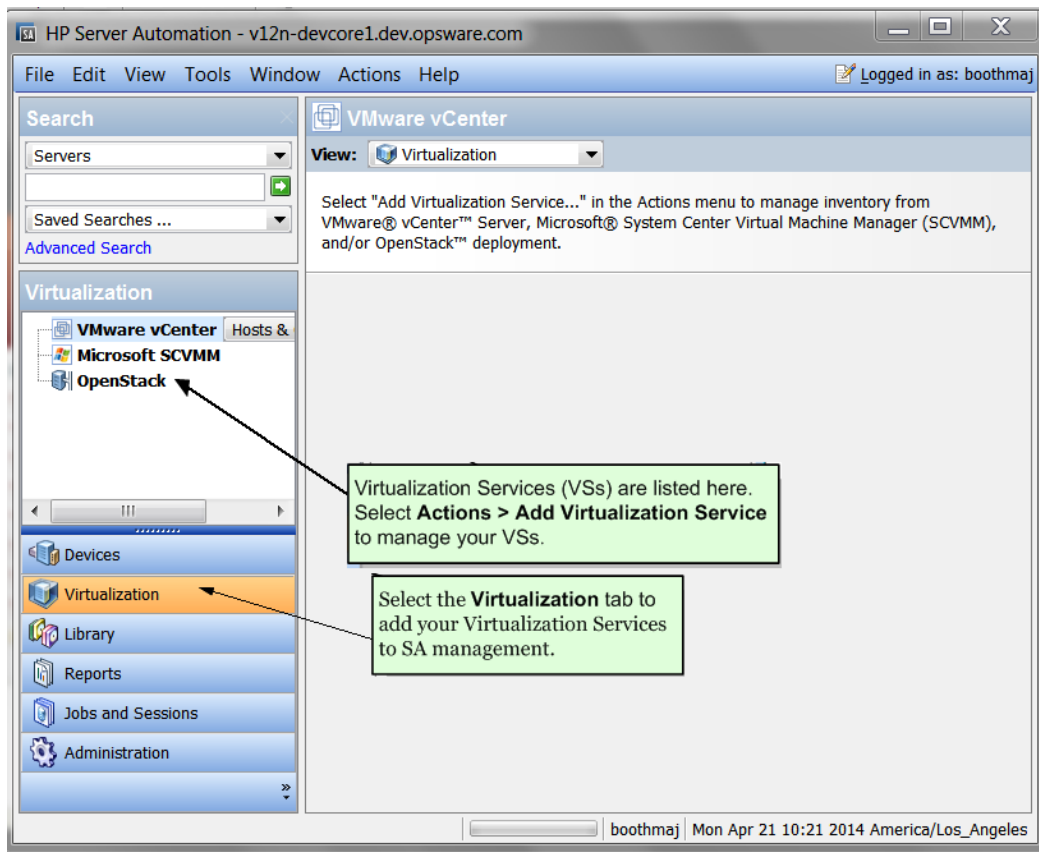 HP Server Automation - v12n-devcore1.dev.opsware.com
File Edit View Tools Window Actions Help
Logged in as: boothmaj
Search
Servers
Saved Searches ...
Advanced Search
Virtualization
VMware vCenter Hosts &
Microsoft SCVMM
OpenStack
Devices
Virtualization
Library
Reports
Jobs and Sessions
Administration
VMware vCenter
View: Virtualization
Select "Add Virtualization Service..." in the Actions menu to manage inventory from
VMware® vCenter™ Server, Microsoft® System Center Virtual Machine Manager (SCVMM),
and/or OpenStack™ deployment.
Virtualization Services (VSs) are listed here.
Select Actions > Add Virtualization Service
to manage your VSs.
Select the Virtualization tab to
add your Virtualization Services
to SA management.
boothmaj Mon Apr 21 10:21 2014 America/Los_Angeles